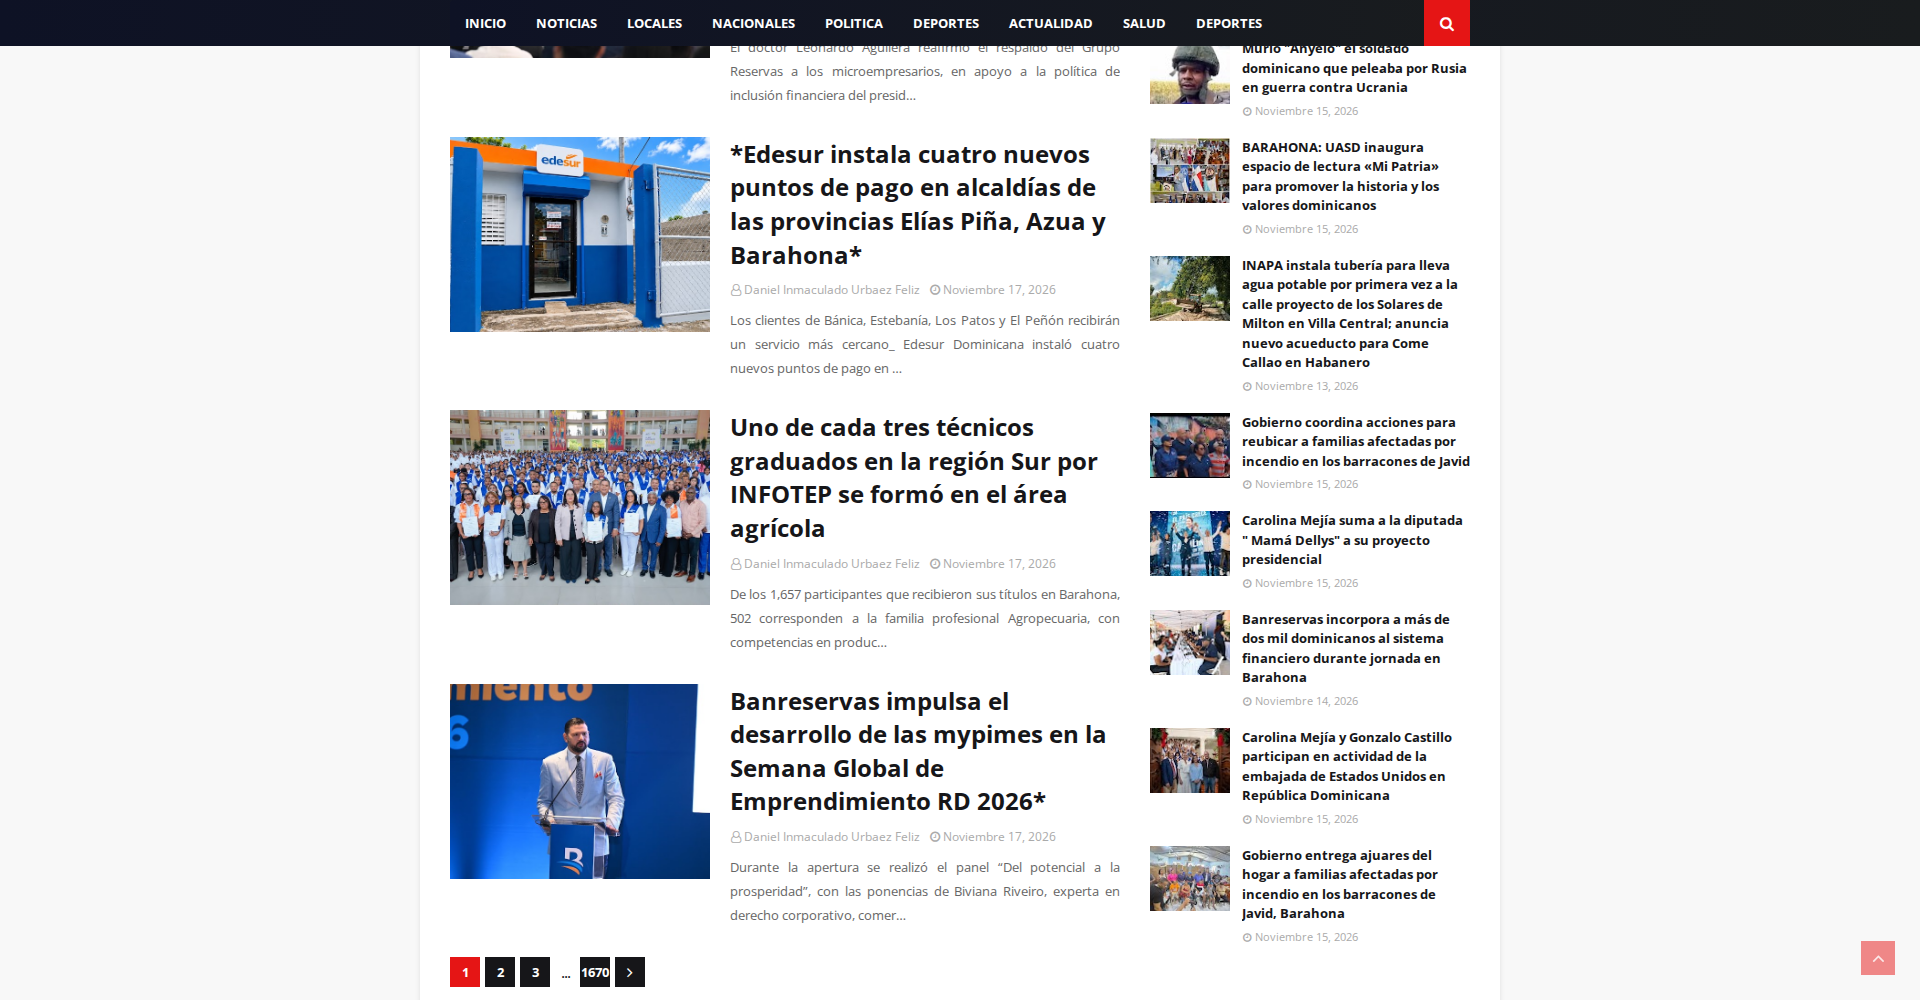 INICIO NOTICIAS LOCALES NACIONALES POLITICA DEPORTES ACTUALIDAD SALUD DEPORTES
El doctor Leonardo Aguilera reafirmó el respaldo del Grupo
Reservas a los microempresarios, en apoyo a la política de
inclusión financiera del presid...
edesur
*Edesur instala cuatro nuevos
puntos de pago en alcaldías de
las provincias Elías Piña, Azua y
Barahona*
Daniel Inmaculado Urbaez Feliz Noviembre 17, 2026
Los clientes de Bánica, Estebanía, Los Patos y El Peñón recibirán
un servicio más cercano_ Edesur Dominicana instaló cuatro
nuevos puntos de pago en ...
Uno de cada tres técnicos
graduados en la región Sur por
INFOTEP se formó en el área
agrícola
Daniel Inmaculado Urbaez Feliz Noviembre 17, 2026
De los 1,657 participantes que recibieron sus títulos en Barahona,
502 corresponden a la familia profesional Agropecuaria, con
competencias en produc...
Banreservas impulsa el
desarrollo de las mypimes en la
Semana Global de
Emprendimiento RD 2026*
Daniel Inmaculado Urbaez Feliz Noviembre 17, 2026
Durante la apertura se realizó el panel “Del potencial a la
prosperidad”, con las ponencias de Biviana Riveiro, experta en
derecho corporativo, comer...
1 2 3 ... 1670
Murió "Anyelo" el soldado
dominicano que peleaba por Rusia
en guerra contra Ucrania
Noviembre 15, 2026
BARAHONA: UASD inaugura
espacio de lectura «Mi Patria»
para promover la historia y los
valores dominicanos
Noviembre 15, 2026
INAPA instala tubería para lleva
agua potable por primera vez a la
calle proyecto de los Solares de
Milton en Villa Central; anuncia
nuevo acueducto para Come
Callao en Habanero
Noviembre 13, 2026
Gobierno coordina acciones para
reubicar a familias afectadas por
incendio en los barracones de Javid
Noviembre 15, 2026
Carolina Mejía suma a la diputada
" Mamá Dellys" a su proyecto
presidencial
Noviembre 15, 2026
Banreservas incorpora a más de
dos mil dominicanos al sistema
financiero durante jornada en
Barahona
Noviembre 14, 2026
Carolina Mejía y Gonzalo Castillo
participan en actividad de la
embajada de Estados Unidos en
República Dominicana
Noviembre 15, 2026
Gobierno entrega ajuares del
hogar a familias afectadas por
incendio en los barracones de
Javid, Barahona
Noviembre 15, 2026